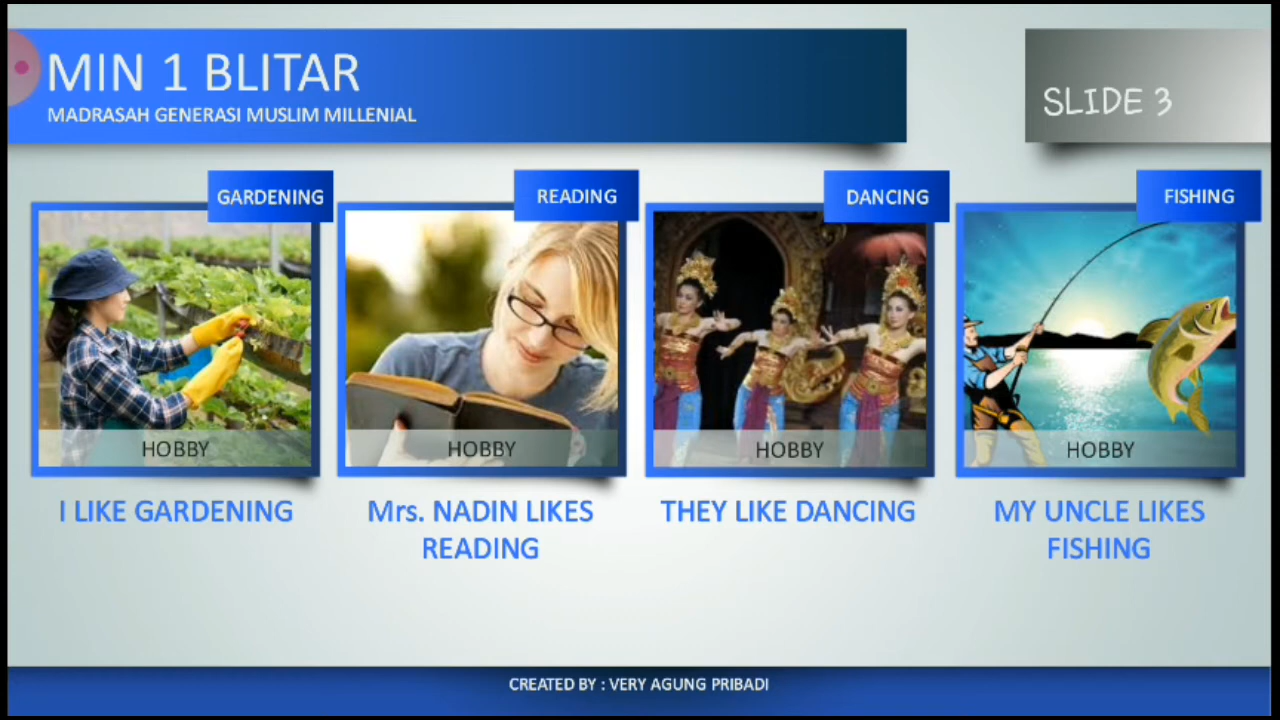 MIN 1 BLITAR
MADRASAH GENERASI MUSLIM MILLENIAL
SLIDE 3
GARDENING
READING
DANCING
FISHING
HOBBY
HOBBY
HOBBY
HOBBY
I LIKE GARDENING
Mrs. NADIN LIKES
READING
THEY LIKE DANCING
MY UNCLE LIKES
FISHING
CREATED BY : VERY AGUNG PRIBADI